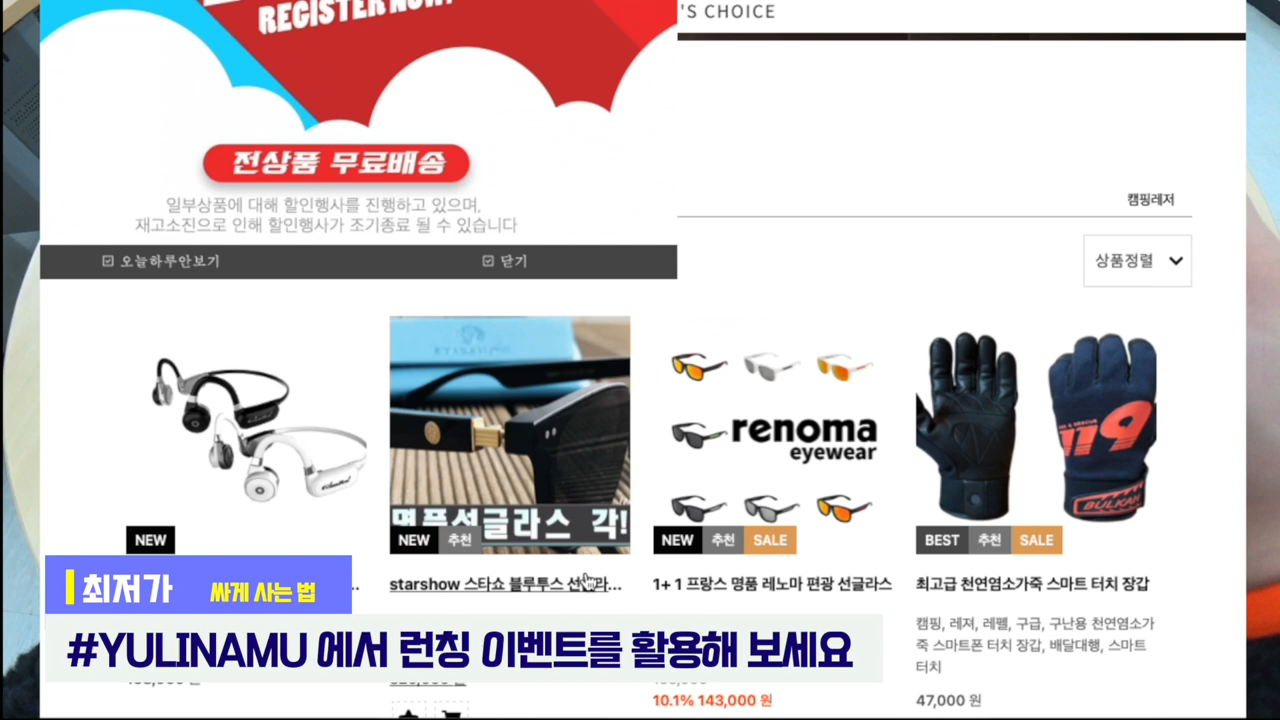 REGISTER NOW!
'S CHOICE
전상품 무료배송
일부상품에 대해 할인행사를 진행하고 있으며,
재고소진으로 인해 할인행사가 조기종료 될 수 있습니다
캠핑레저
오늘하루안보기 닫기
상품정렬
renoma
eyewear
119
BULKAN
명품선글라스 각!
NEW
NEW 추천
NEW 추천 SALE
BEST 추천 SALE
starshow 스타쇼 블루투스 선글라...
1+ 1 프랑스 명품 레노마 편광 선글라스
최고급 천연염소가죽 스마트 터치 장갑
최저가 싸게 사는 법
캠핑, 레져, 레펠, 구급, 구난용 천연염소가
죽 스마트폰 터치 장갑, 배달대행, 스마트
터치
#YULINAMU 에서 런칭 이벤트를 활용해 보세요
10.1% 143,000 원
47,000 원